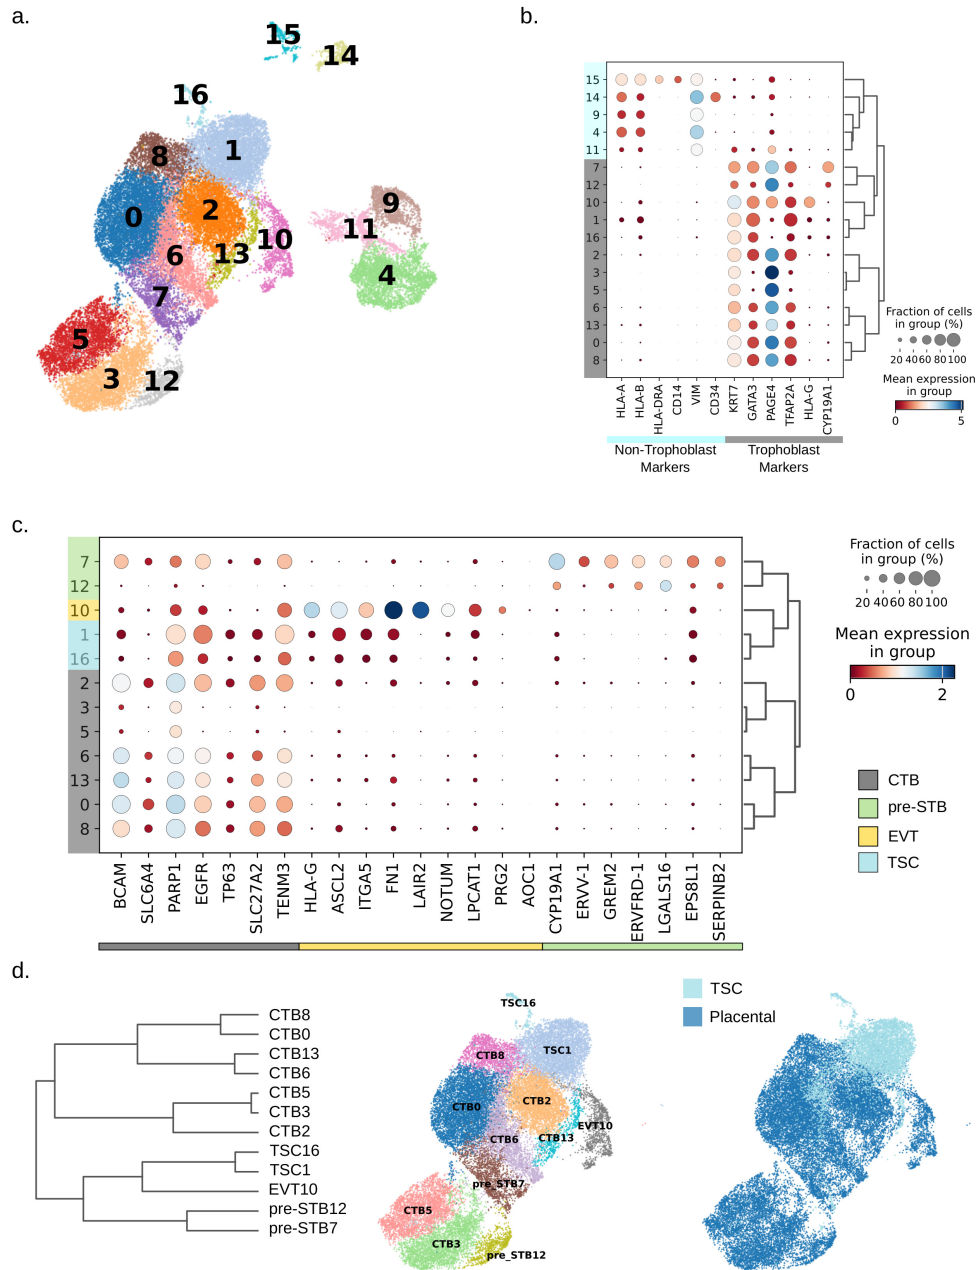 a.
15
14
16
8
1
0
2
9
11
10
13
6
4
7
5
3
12
b.
15
14
9
4
11
7
12
10
1
16
2
3
5
6
13
0
8
HLA-A
HLA-B
HLA-DRA
CD14
VIM
CD34
KRT7
GATA3
PAGE4
TFAP2A
HLA-G
CYP19A1
Non-Trophoblast
Markers
Trophoblast
Markers
Fraction of cells
in group (%)
20 40 60 80 100
Mean expression
in group
0 5
c.
7
12
10
1
16
2
3
5
6
13
0
8
BCAM
SLC6A4
PARP1
EGFR
TP63
SLC27A2
TENM3
HLA-G
ASCL2
ITGA5
FN1
LAIR2
NOTUM
LPCAT1
PRG2
AOC1
CYP19A1
ERVV-1
GREM2
ERVFRD-1
LGALS16
EPS8L1
SERPINB2
Fraction of cells
in group (%)
20 40 60 80 100
Mean expression
in group
0 2
CTB
pre-STB
EVT
TSC
d.
CTB8
CTB0
CTB13
CTB6
CTB5
CTB3
CTB2
TSC16
TSC1
EVT10
pre-STB12
pre-STB7
TSC16
TSC1
CTB8
CTB2
CTB0
EVT10
CTB13
CTB6
pre_STB7
CTB5
CTB3
pre_STB12
TSC
Placental